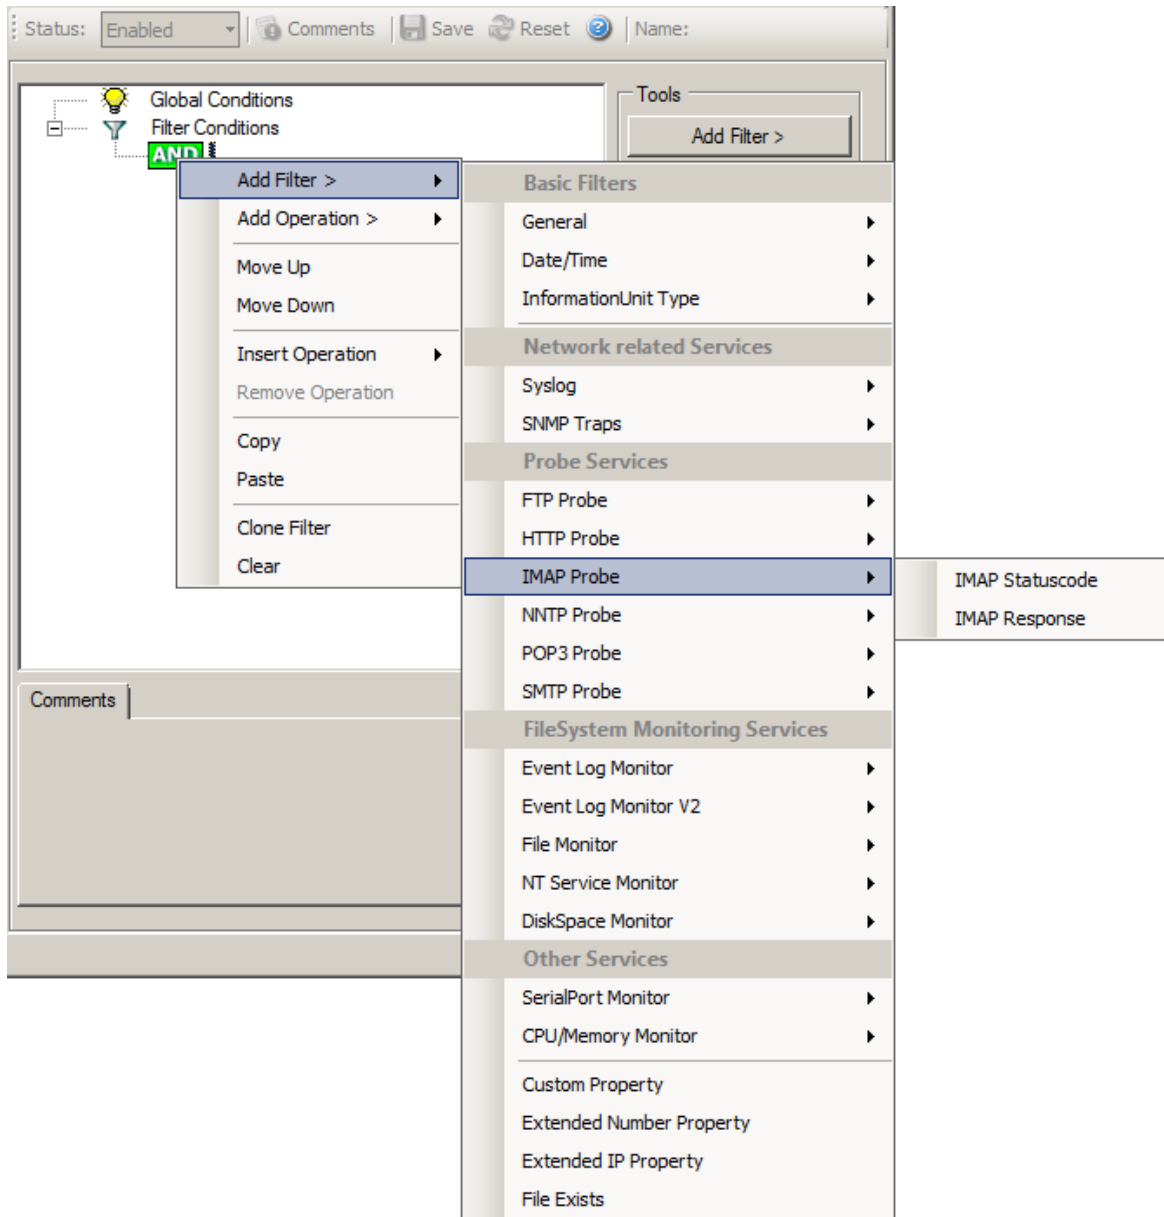 Status: Enabled Comments Save Reset Name:
Global Conditions
Filter Conditions
AND
Tools
Add Filter >
Add Filter >
Add Operation >
Move Up
Move Down
Insert Operation
Remove Operation
Copy
Paste
Clone Filter
Clear
Basic Filters
General
Date/Time
InformationUnit Type
Network related Services
Syslog
SNMP Traps
Probe Services
FTP Probe
HTTP Probe
IMAP Probe
NNTP Probe
POP3 Probe
SMTP Probe
FileSystem Monitoring Services
Event Log Monitor
Event Log Monitor V2
File Monitor
NT Service Monitor
DiskSpace Monitor
Other Services
SerialPort Monitor
CPU/Memory Monitor
Custom Property
Extended Number Property
Extended IP Property
File Exists
IMAP Statuscode
IMAP Response
Comments